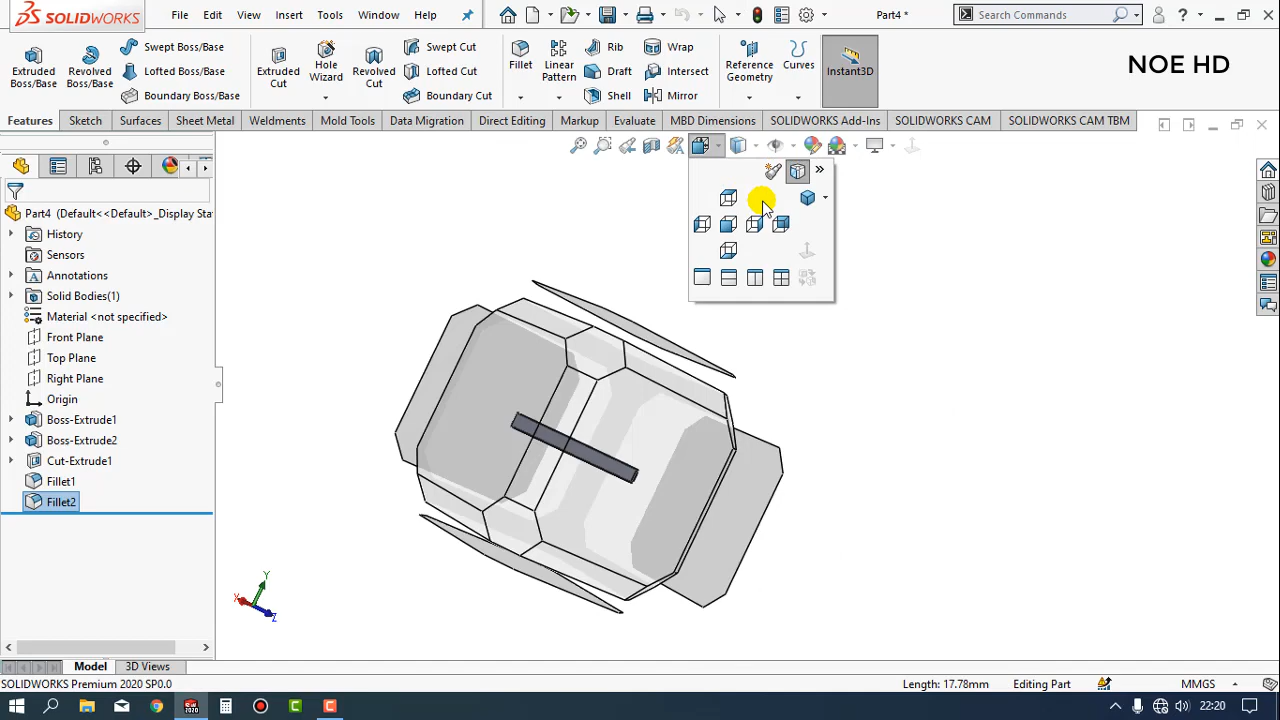 SOLIDWORKS
File
Edit
View
Insert
Tools
Window
Help
Part4 *
Search Commands
?
Extruded Boss/Base
Revolved Boss/Base
Swept Boss/Base
Lofted Boss/Base
Boundary Boss/Base
Extruded Cut
Hole Wizard
Revolved Cut
Swept Cut
Lofted Cut
Boundary Cut
Fillet
Linear Pattern
Rib
Draft
Shell
Wrap
Intersect
Mirror
Reference Geometry
Curves
Instant3D
NOE HD
Features
Sketch
Surfaces
Sheet Metal
Weldments
Mold Tools
Data Migration
Direct Editing
Markup
Evaluate
MBD Dimensions
SOLIDWORKS Add-Ins
SOLIDWORKS CAM
SOLIDWORKS CAM TBM
Part4 (Default<<Default>_Display Sta
History
Sensors
Annotations
Solid Bodies(1)
Material <not specified>
Front Plane
Top Plane
Right Plane
Origin
Boss-Extrude1
Boss-Extrude2
Cut-Extrude1
Fillet1
Fillet2
Y
X
Z
Model
3D Views
SOLIDWORKS Premium 2020 SP0.0
Length: 17.78mm
Editing Part
MMGS
22:20